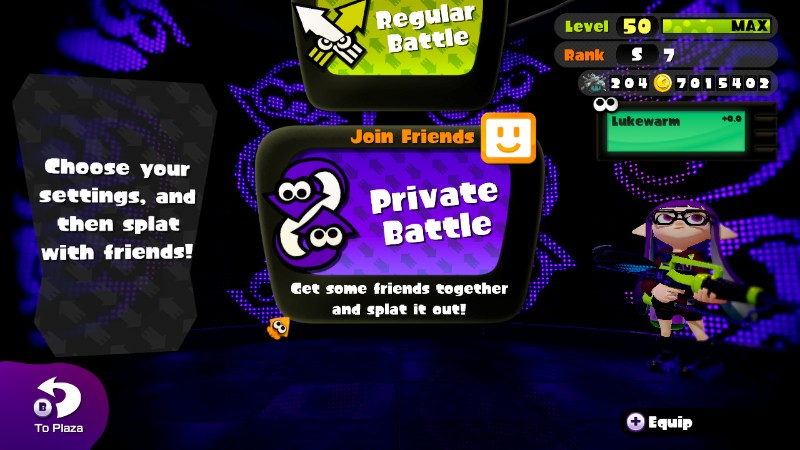 Regular
Battle
Level 50 MAX
Rank S 7
204 7015402
Lukewarm +0.0
Join Friends
Private
Battle
Get some friends together
and splat it out!
Choose your
settings, and
then splat
with friends!
B
To Plaza
+ Equip